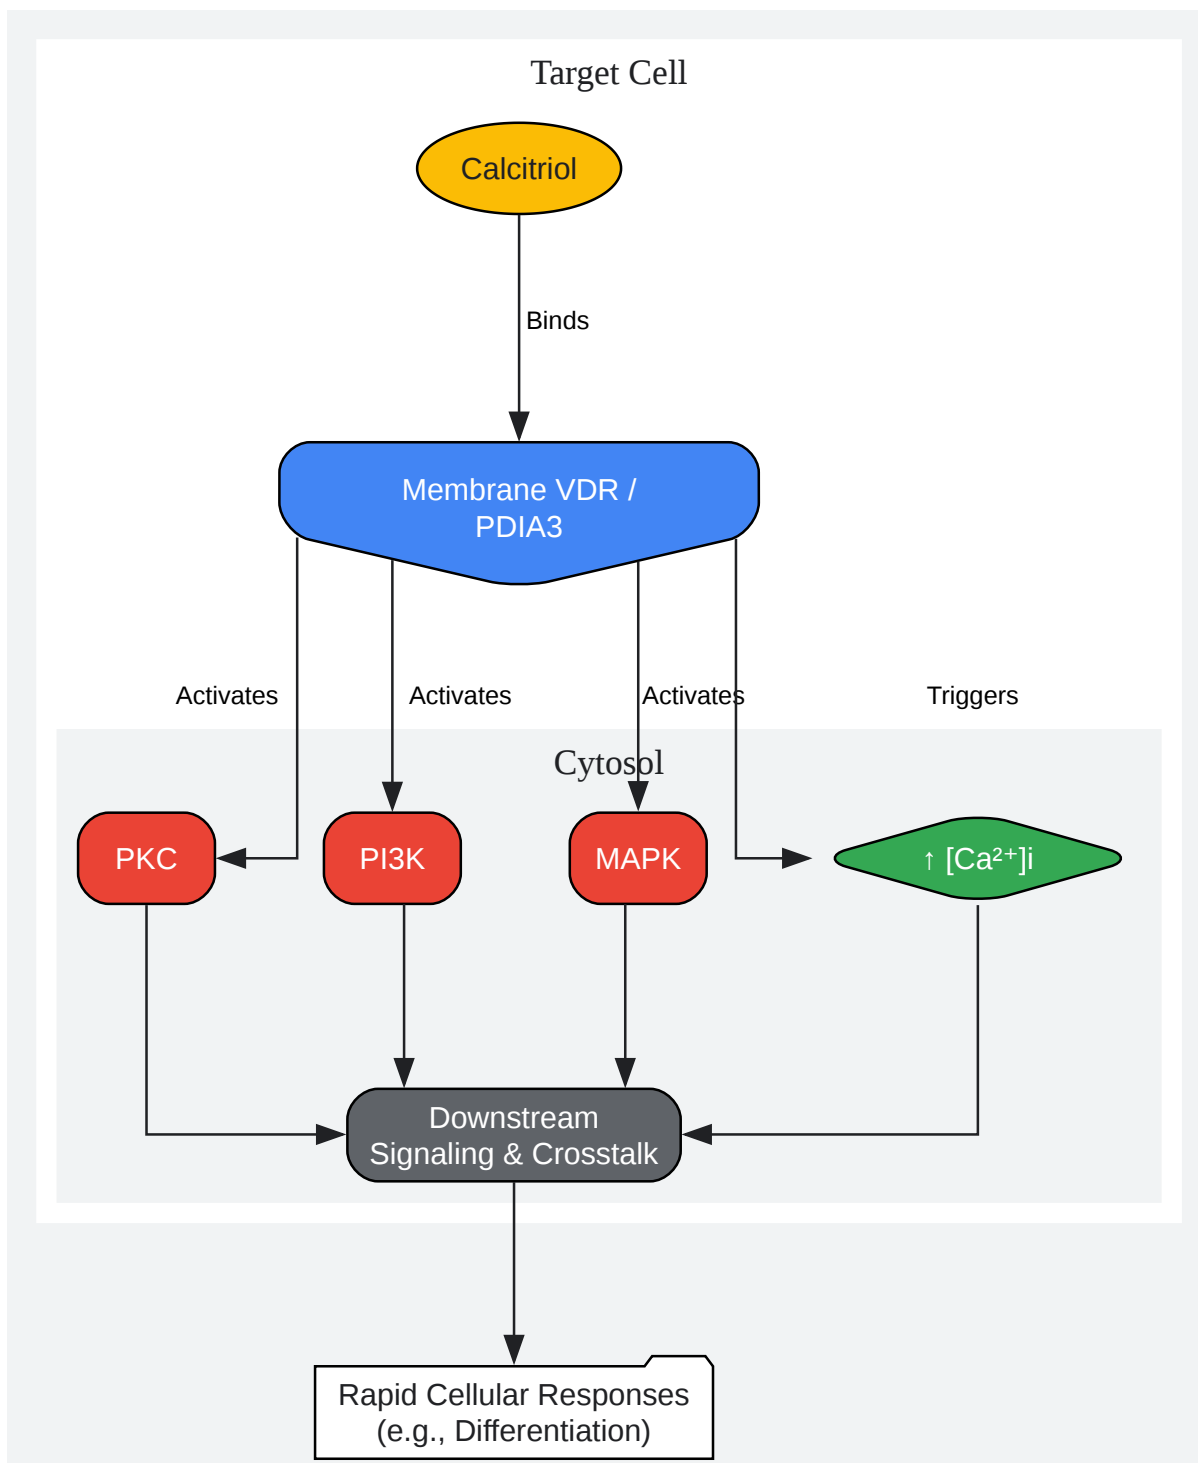 Target Cell
Calcitriol
Binds
Membrane VDR /
PDIA3
Activates
Activates
Activates
Triggers
Cytosol
PKC
PI3K
MAPK
↑ [Ca²⁺]i
Downstream
Signaling & Crosstalk
Rapid Cellular Responses
(e.g., Differentiation)